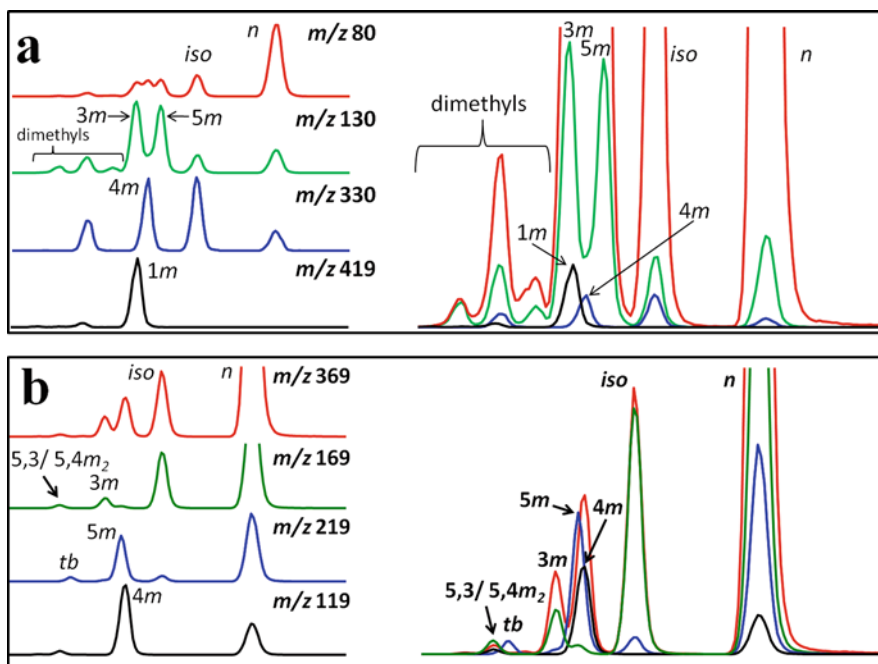 a
n
m/z 80
iso
3m
5m
m/z 130
dimethyls
4m
m/z 330
1m
m/z 419
3m
5m
iso
n
dimethyls
1m
4m
b
iso
n
m/z 369
5,3/ 5,4m₂
3m
m/z 169
5m
m/z 219
tb
4m
m/z 119
iso
n
5m
4m
3m
5,3/ 5,4m₂
tb